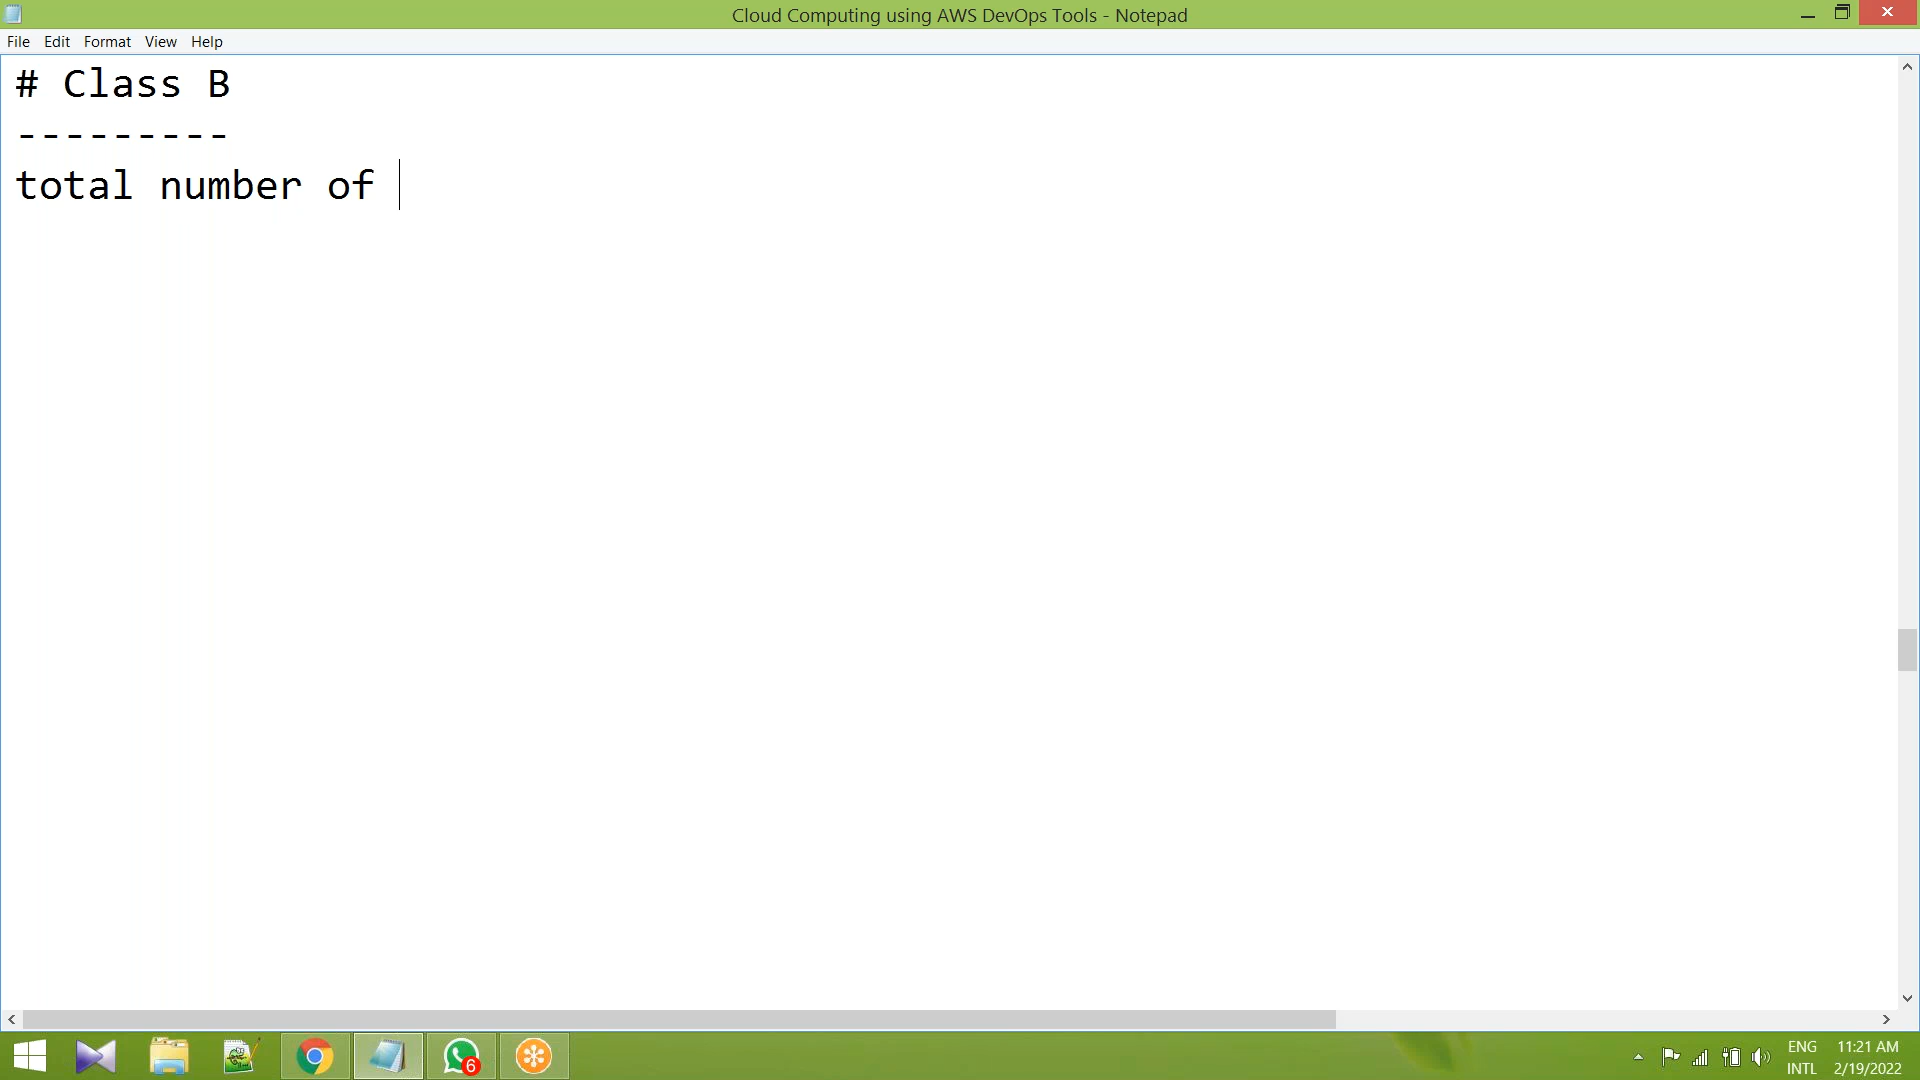 Cloud Computing using AWS DevOps Tools - Notepad
File Edit Format View Help
# Class B
---------
total number of
6
ENG 11:21 AM
INTL 2/19/2022